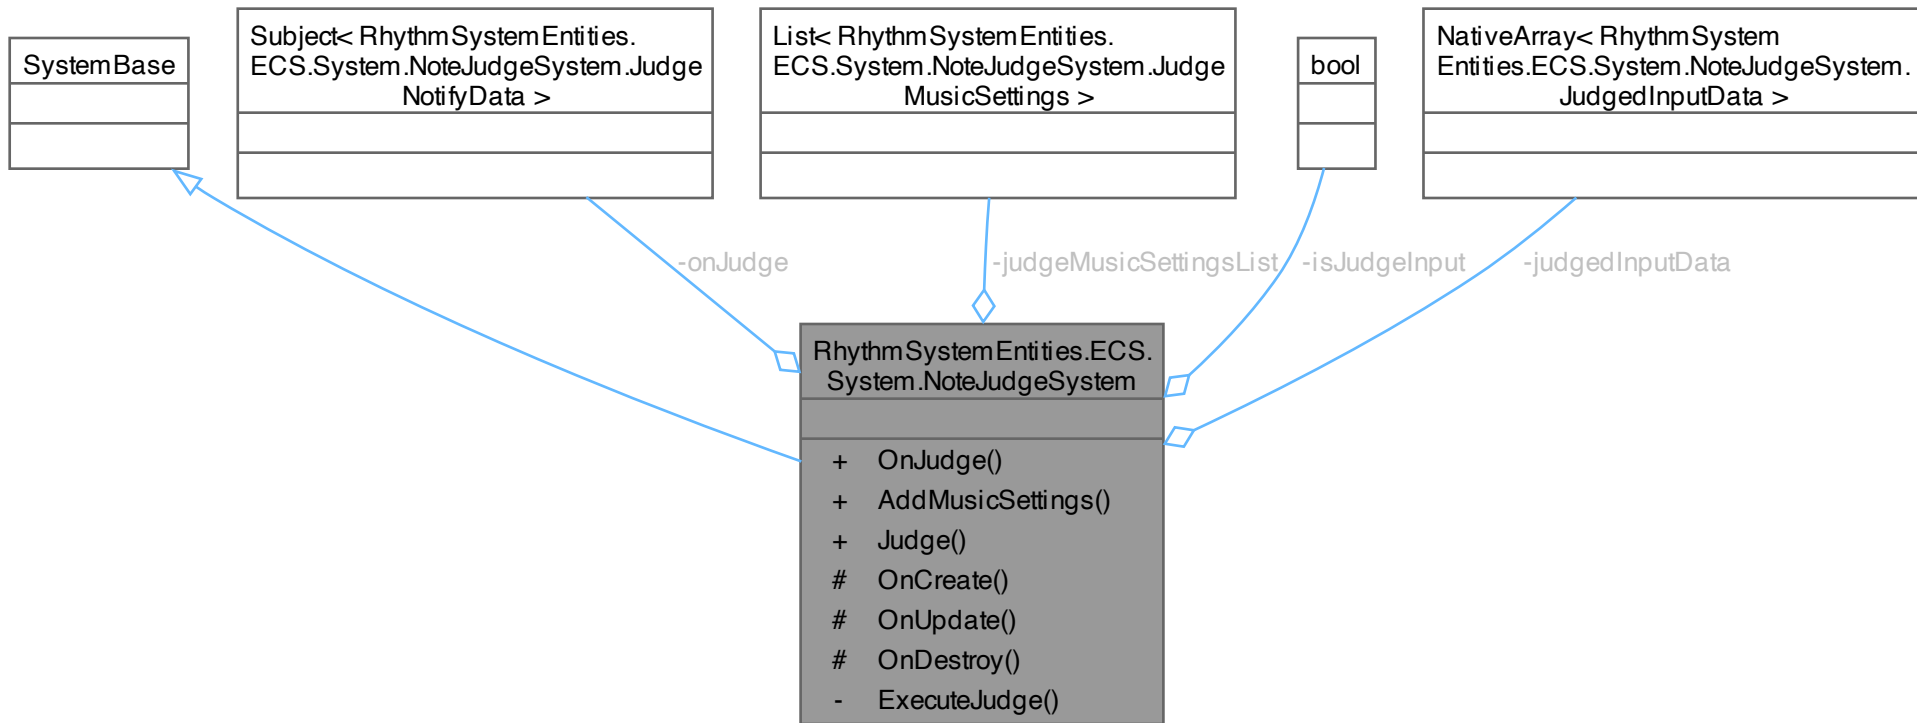 SystemBase
Subject< RhythmSystemEntities.
ECS.System.NoteJudgeSystem.Judge
NotifyData >
List< RhythmSystemEntities.
ECS.System.NoteJudgeSystem.Judge
MusicSettings >
bool
NativeArray< RhythmSystem
Entities.ECS.System.NoteJudgeSystem.
JudgedInputData >
-onJudge
-judgeMusicSettingsList
-isJudgeInput
-judgedInputData
RhythmSystemEntities.ECS.
System.NoteJudgeSystem
+ OnJudge()
+ AddMusicSettings()
+ Judge()
# OnCreate()
# OnUpdate()
# OnDestroy()
- ExecuteJudge()